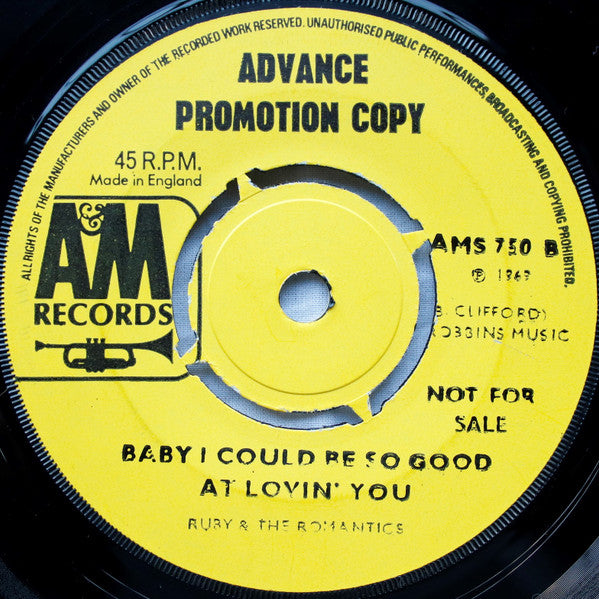 ALL RIGHTS OF THE MANUFACTURERS AND OWNER OF THE RECORDED WORK RESERVED. UNAUTHORISED PUBLIC PERFORMANCES, BROADCASTING AND COPYING PROHIBITED.
ADVANCE
PROMOTION COPY
45 R.P.M.
Made in England
A&M
RECORDS
AMS 750 B
℗ 1969
B. CLIFFORD)
ROBBINS MUSIC
NOT FOR
SALE
BABY I COULD BE SO GOOD
AT LOVIN' YOU
RUBY & THE ROMANTICS